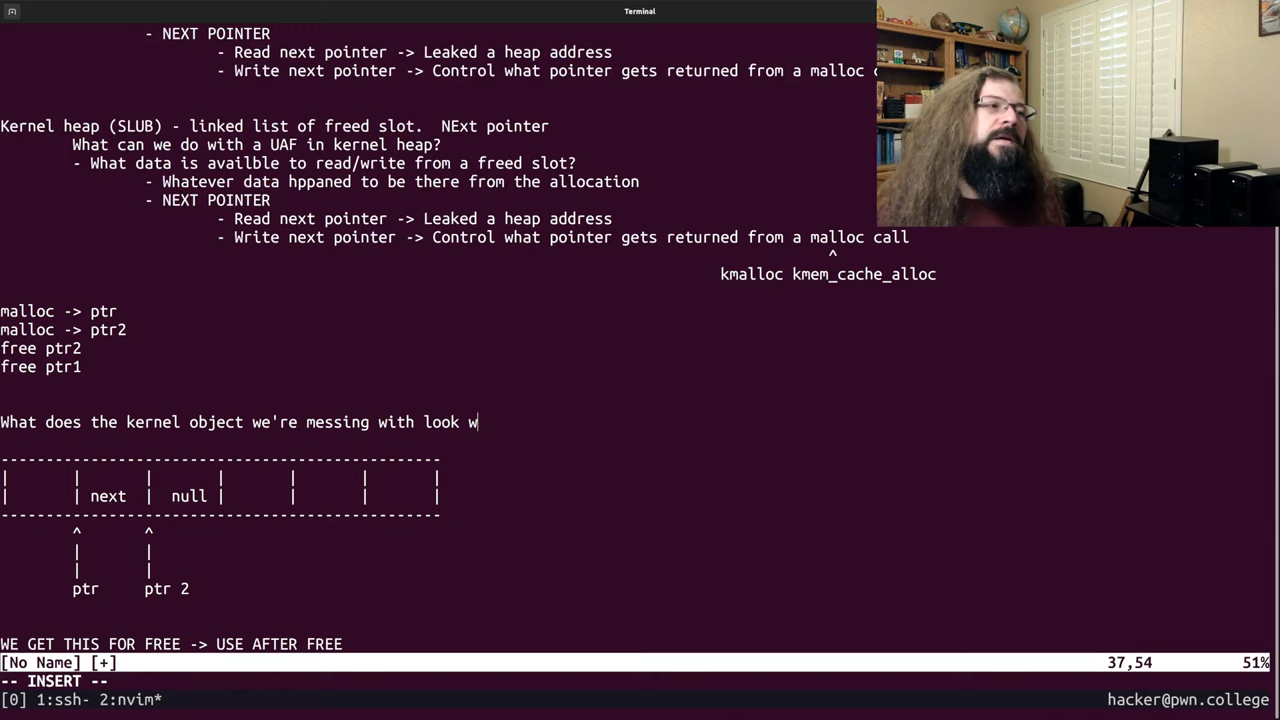 Terminal
- NEXT POINTER
- Read next pointer -> Leaked a heap address
- Write next pointer -> Control what pointer gets returned from a malloc c
Kernel heap (SLUB) - linked list of freed slot.  NExt pointer
What can we do with a UAF in kernel heap?
- What data is availble to read/write from a freed slot?
- Whatever data hppaned to be there from the allocation
- NEXT POINTER
- Read next pointer -> Leaked a heap address
- Write next pointer -> Control what pointer gets returned from a malloc call
^
kmalloc kmem_cache_alloc
malloc -> ptr
malloc -> ptr2
free ptr2
free ptr1
What does the kernel object we're messing with look w
-------------------------------------------------
|       |       |       |       |       |       |
|       | next  |  null |       |       |       |
-------------------------------------------------
^       ^
|       |
|       |
ptr     ptr 2
WE GET THIS FOR FREE -> USE AFTER FREE
[No Name] [+] 37,54 51%
-- INSERT --
[0] 1:ssh- 2:nvim* hacker@pwn.college